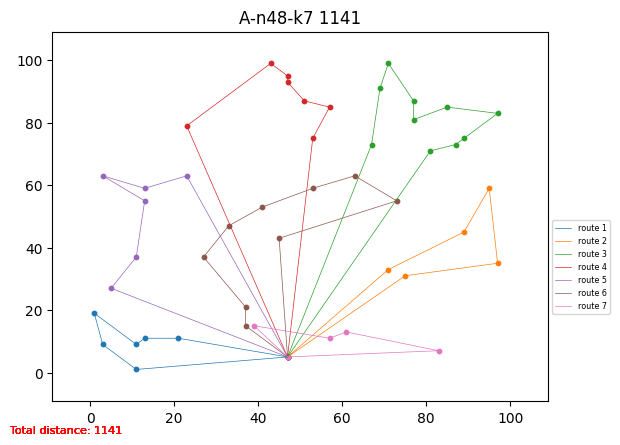 A-n48-k7 1141
100
80
60
40
20
0
0 20 40 60 80 100
route 1
route 2
route 3
route 4
route 5
route 6
route 7
Total distance: 1141